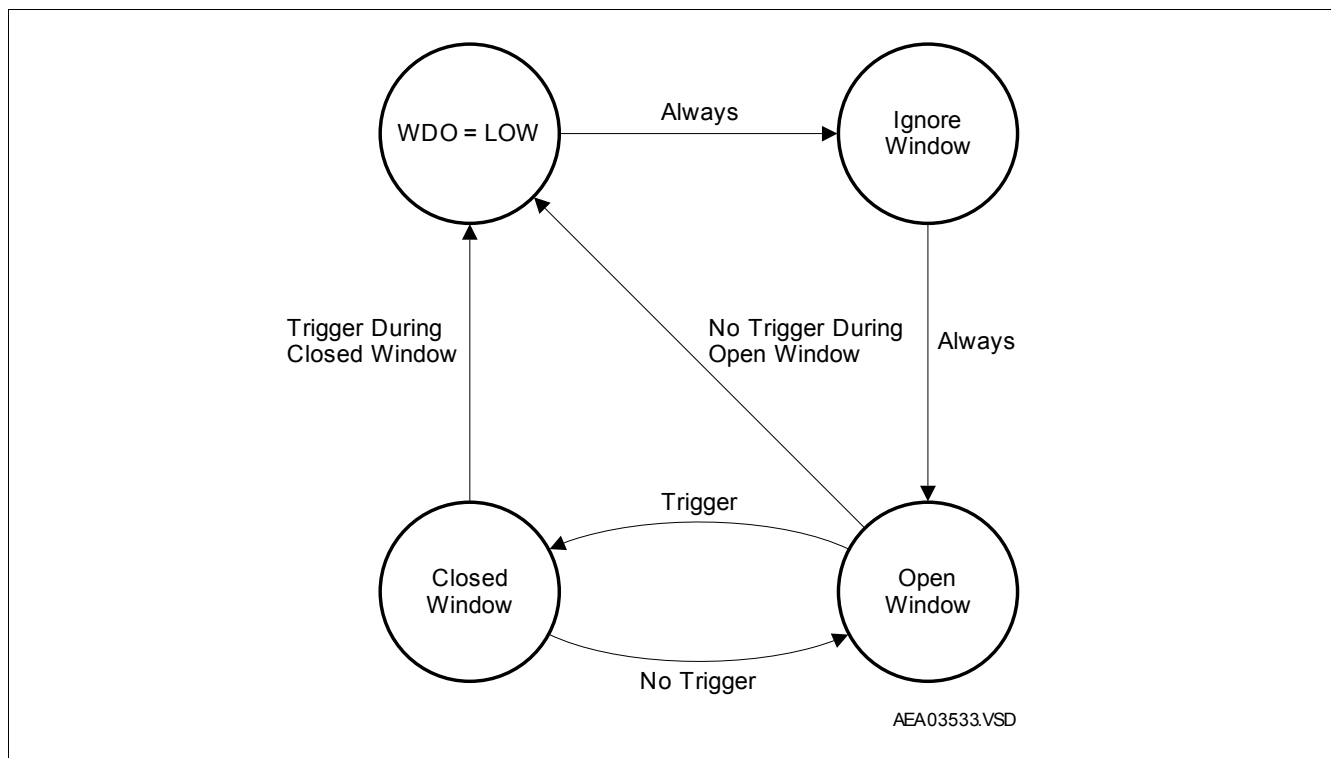 Always
WDO = LOW
Ignore
Window
Trigger During
Closed Window
No Trigger During
Open Window
Always
Trigger
Closed
Window
Open
Window
No Trigger
AEA03533.VSD